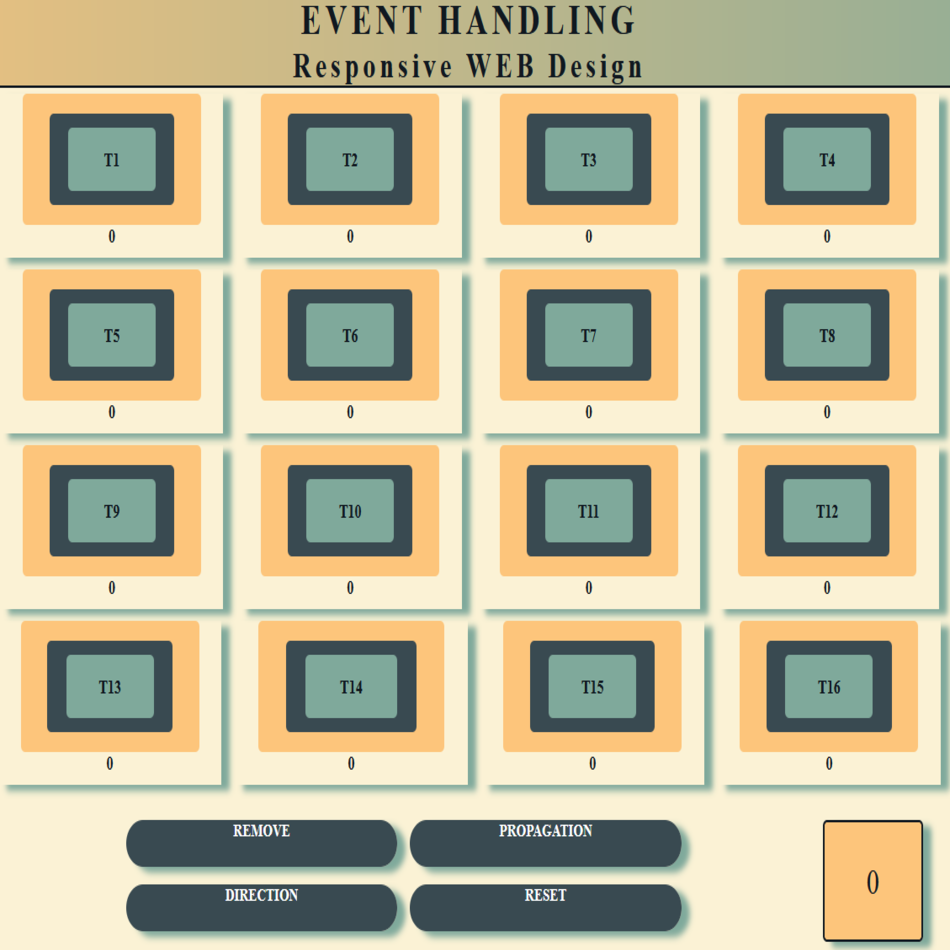 EVENT HANDLING
Responsive WEB Design
T1 T2 T3 T4
0 0 0 0
T5 T6 T7 T8
0 0 0 0
T9 T10 T11 T12
0 0 0 0
T13 T14 T15 T16
0 0 0 0
REMOVE PROPAGATION
0
DIRECTION RESET